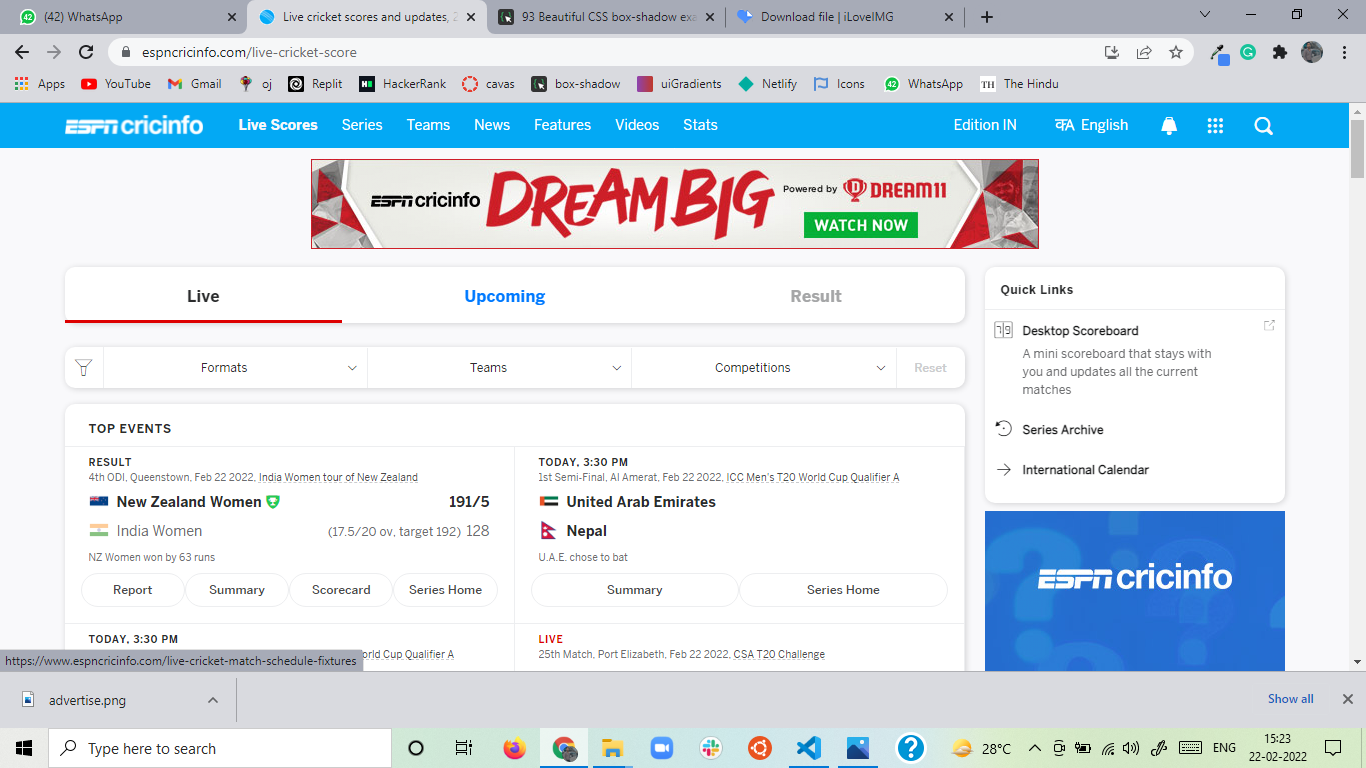 (42) WhatsApp
Live cricket scores and updates,
93 Beautiful CSS box-shadow exa
Download file | iLoveIMG
espncricinfo.com/live-cricket-score
Apps YouTube Gmail oj Replit HackerRank cavas box-shadow uiGradients Netlify Icons WhatsApp TH The Hindu
ESPN cricinfo Live Scores Series Teams News Features Videos Stats Edition IN English
ESPN cricinfo DREAM BIG Powered by DREAM11
WATCH NOW
Live Upcoming Result
Formats Teams Competitions Reset
TOP EVENTS
RESULT
4th ODI, Queenstown, Feb 22 2022, India Women tour of New Zealand
New Zealand Women 191/5
India Women (17.5/20 ov, target 192) 128
NZ Women won by 63 runs
Report Summary Scorecard Series Home
TODAY, 3:30 PM
1st Semi-Final, Al Amerat, Feb 22 2022, ICC Men's T20 World Cup Qualifier A
United Arab Emirates
Nepal
U.A.E. chose to bat
Summary Series Home
TODAY, 3:30 PM
orld Cup Qualifier A
LIVE
25th Match, Port Elizabeth, Feb 22 2022, CSA T20 Challenge
Quick Links
Desktop Scoreboard
A mini scoreboard that stays with
you and updates all the current
matches
Series Archive
International Calendar
ESPN cricinfo
https://www.espncricinfo.com/live-cricket-match-schedule-fixtures
advertise.png
Show all
Type here to search
28°C
ENG
15:23
22-02-2022